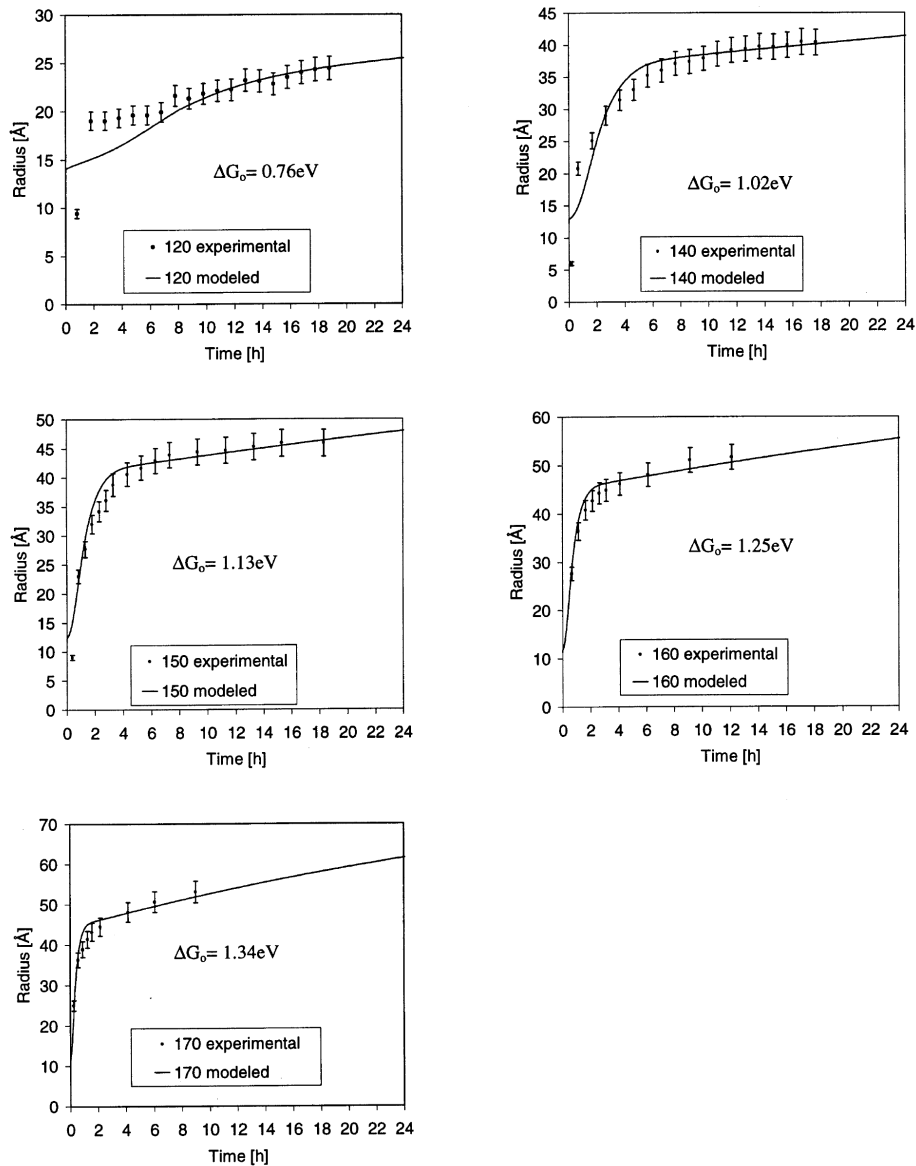 30
25
20
15
10
5
0
Radius [Å]
ΔGₒ= 0.76eV
120 experimental
120 modeled
0 2 4 6 8 10 12 14 16 18 20 22 24
Time [h]
45
40
35
30
25
20
15
10
5
0
Radius [Å]
ΔGₒ= 1.02eV
140 experimental
140 modeled
0 2 4 6 8 10 12 14 16 18 20 22 24
Time [h]
50
45
40
35
30
25
20
15
10
5
0
Radius [Å]
ΔGₒ= 1.13eV
150 experimental
150 modeled
0 2 4 6 8 10 12 14 16 18 20 22 24
Time [h]
60
50
40
30
20
10
0
Radius [Å]
ΔGₒ= 1.25eV
160 experimental
160 modeled
0 2 4 6 8 10 12 14 16 18 20 22 24
Time [h]
70
60
50
40
30
20
10
0
Radius [Å]
ΔGₒ= 1.34eV
170 experimental
170 modeled
0 2 4 6 8 10 12 14 16 18 20 22 24
Time [h]